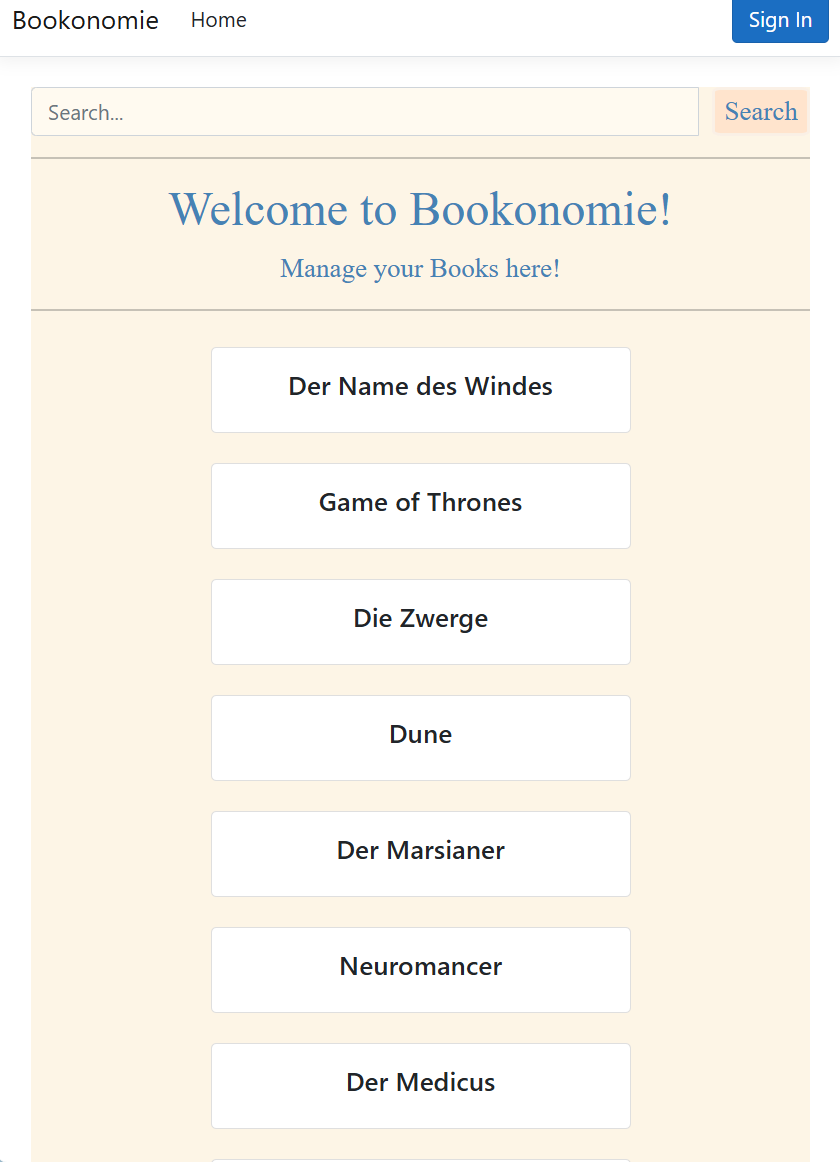 Bookonomie Home Sign In
Search... Search
Welcome to Bookonomie!
Manage your Books here!
Der Name des Windes
Game of Thrones
Die Zwerge
Dune
Der Marsianer
Neuromancer
Der Medicus